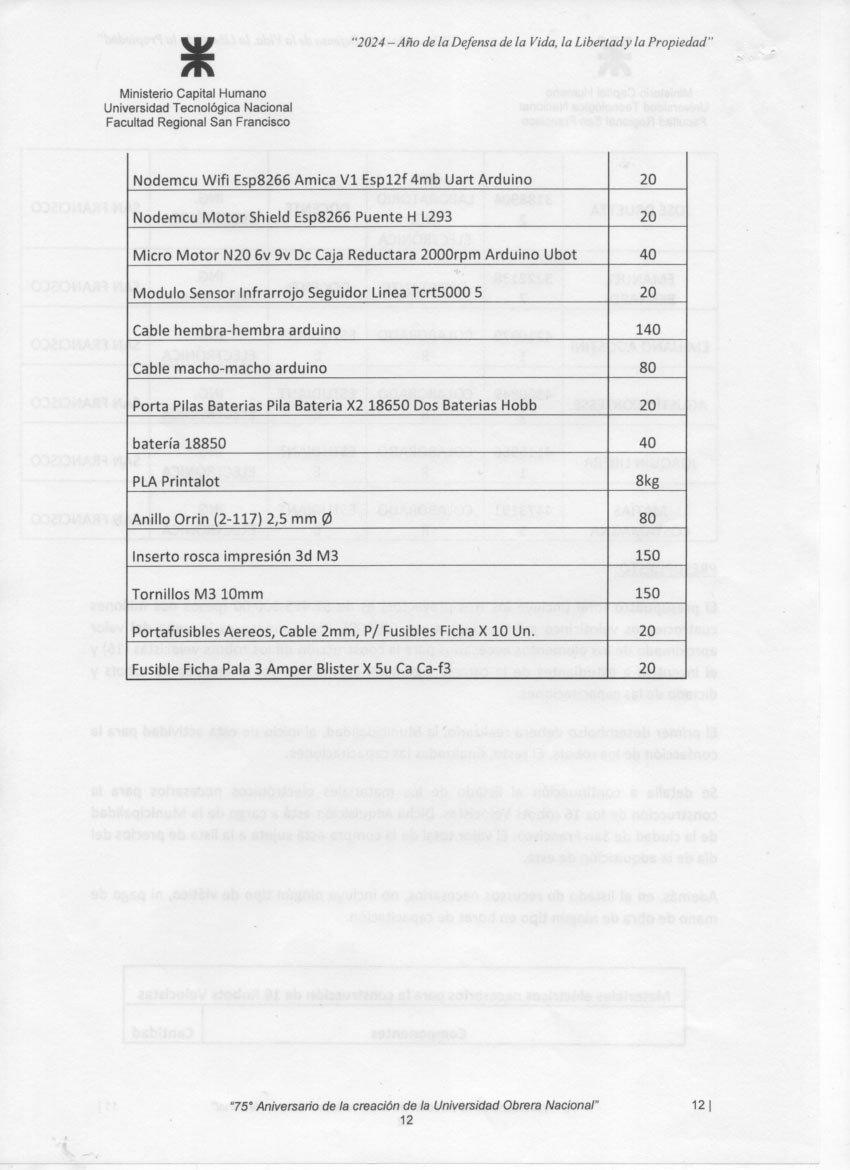 "2024 – Año de la Defensa de la Vida, la Libertad y la Propiedad"
Ministerio Capital Humano
Universidad Tecnológica Nacional
Facultad Regional San Francisco
Nodemcu Wifi Esp8266 Amica V1 Esp12f 4mb Uart Arduino 20
Nodemcu Motor Shield Esp8266 Puente H L293 20
Micro Motor N20 6v 9v Dc Caja Reductara 2000rpm Arduino Ubot 40
Modulo Sensor Infrarrojo Seguidor Linea Tcrt5000 5 20
Cable hembra-hembra arduino 140
Cable macho-macho arduino 80
Porta Pilas Baterias Pila Bateria X2 18650 Dos Baterias Hobb 20
batería 18850 40
PLA Printalot 8kg
Anillo Orrin (2-117) 2,5 mm Ø 80
Inserto rosca impresión 3d M3 150
Tornillos M3 10mm 150
Portafusibles Aereos, Cable 2mm, P/ Fusibles Ficha X 10 Un. 20
Fusible Ficha Pala 3 Amper Blister X 5u Ca Ca-f3 20
"75° Aniversario de la creación de la Universidad Obrera Nacional" 12 |
12